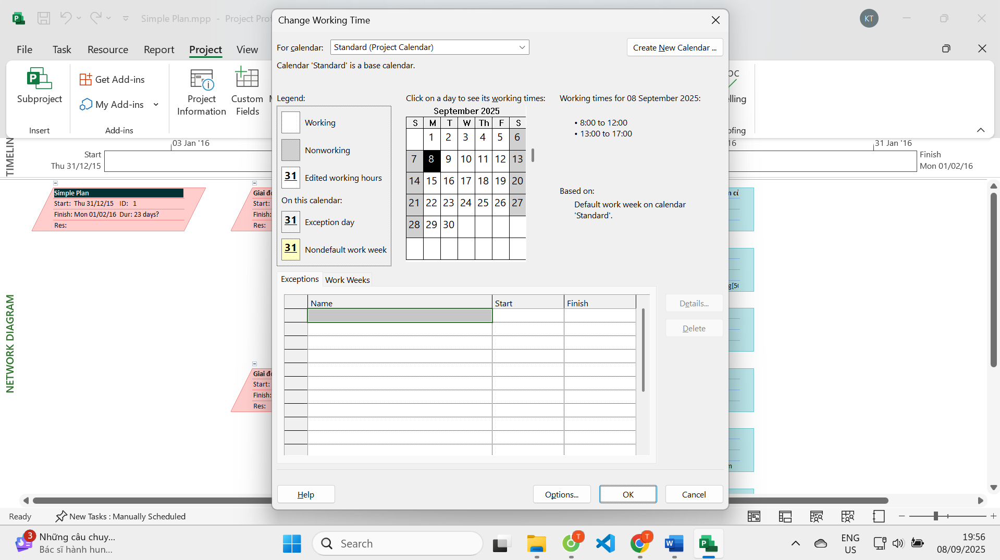 Simple Plan.mpp - Project Prof
KT
File
Task
Resource
Report
Project
View
Subproject
Insert
Get Add-ins
My Add-ins
Add-ins
Project
Information
Custom
Fields
Change Working Time
For calendar:
Standard (Project Calendar)
Create New Calendar ...
Calendar 'Standard' is a base calendar.
Legend:
Working
Nonworking
31
Edited working hours
On this calendar:
31
Exception day
31
Nondefault work week
Click on a day to see its working times:
September 2025
S M T W Th F S
1 2 3 4 5 6
7 8 9 10 11 12 13
14 15 16 17 18 19 20
21 22 23 24 25 26 27
28 29 30
Working times for 08 September 2025:
• 8:00 to 12:00
• 13:00 to 17:00
Based on:
Default work week on calendar
'Standard'.
Exceptions
Work Weeks
Name
Start
Finish
Details...
Delete
Help
Options...
OK
Cancel
lling
ofing
TIMELIN
03 Jan '16
16
31 Jan '16
Start
Thu 31/12/15
Finish
Mon 01/02/16
NETWORK DIAGRAM
Simple Plan
Start: Thu 31/12/15 ID: 1
Finish: Mon 01/02/16 Dur: 23 days?
Res:
Giai đo
Start:
Finish:
Res:
Giai đo
Start:
Finish:
Res:
g[50
Ready
New Tasks : Manually Scheduled
3
Những câu chuy...
Bác sĩ hành hun...
Search
T
T
ENG
US
19:56
08/09/2025